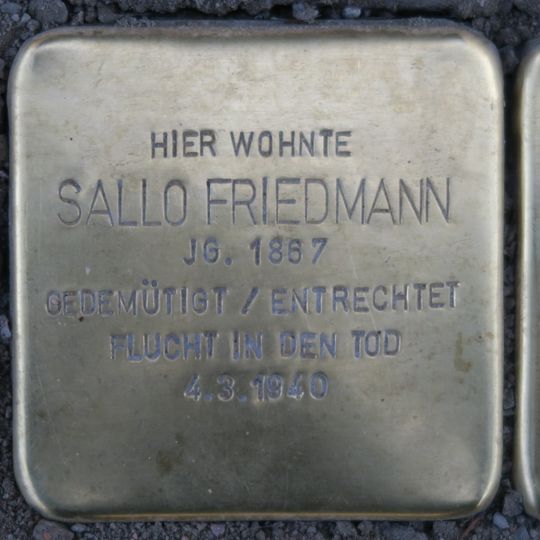 HIER WOHNTE
SALLO FRIEDMANN
JG. 1867
GEDEMÜTIGT / ENTRECHTET
FLUCHT IN DEN TOD
4.3.1940